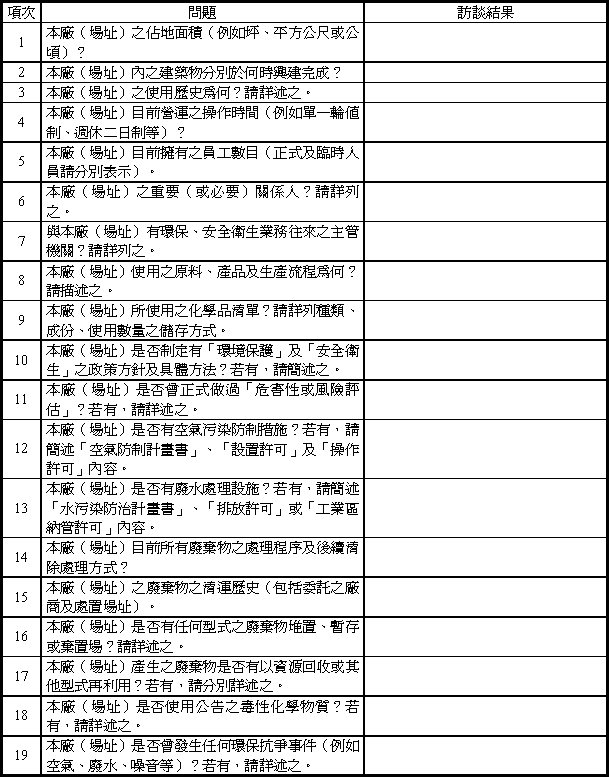 項次 問題 訪談結果
1 本廠（場址）之佔地面積（例如坪、平方公尺或公
頃）？
2 本廠（場址）內之建築物分別於何時興建完成？
3 本廠（場址）之使用歷史為何？請詳述之。
4 本廠（場址）目前營運之操作時間（例如單一輪值
制、週休二日制等）？
5 本廠（場址）目前擁有之員工數目（正式及臨時人
員請分別表示）。
6 本廠（場址）之重要（或必要）關係人？請詳列
之。
7 與本廠（場址）有環保、安全衛生業務往來之主管
機關？請詳列之。
8 本廠（場址）使用之原料、產品及生產流程為何？
請描述之。
9 本廠（場址）所使用之化學品清單？請詳列種類、
成份、使用數量之儲存方式。
10 本廠（場址）是否制定有「環境保護」及「安全衛
生」之政策方針及具體方法？若有，請簡述之。
11 本廠（場址）是否曾正式做過「危害性或風險評
估」？若有，請詳述之。
12 本廠（場址）是否有空氣污染防制措施？若有，請
簡述「空氣防制計畫書」、「設置許可」及「操作
許可」內容。
13 本廠（場址）是否有廢水處理設施？若有，請簡述
「水污染防治計畫書」、「排放許可」或「工業區
納管許可」內容。
14 本廠（場址）目前所有廢棄物之處理程序及後續清
除處理方式？
15 本廠（場址）之廢棄物之清運歷史（包括委託之廠
商及處置場址）。
16 本廠（場址）是否有任何型式之廢棄物堆置、暫存
或棄置場？請詳述之。
17 本廠（場址）產生之廢棄物是否有以資源回收或其
他型式再利用？若有，請分別詳述之。
18 本廠（場址）是否使用公告之毒性化學物質？若
有，請詳述之。
19 本廠（場址）是否曾發生任何環保抗爭事件（例如
空氣、廢水、噪音等）？若有，請詳述之。